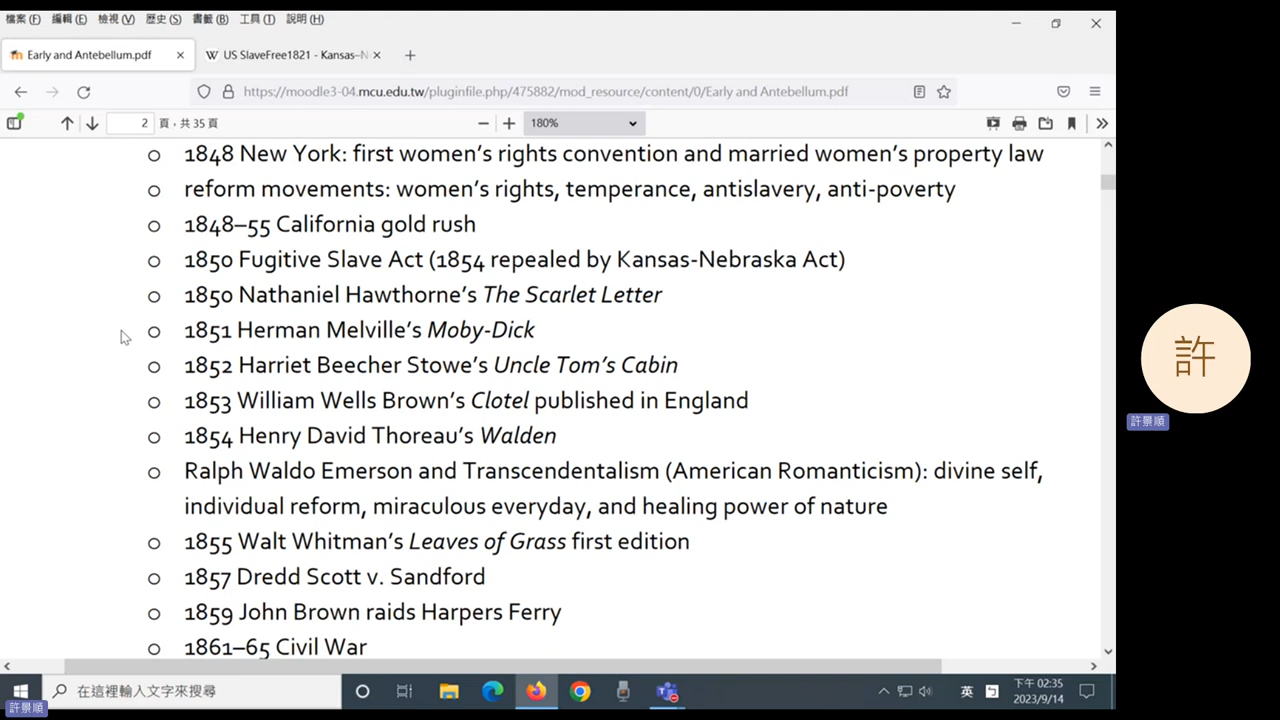 檔案(F) 編輯(E) 檢視(V) 歷史(S) 書籤(B) 工具(T) 說明(H)
Early and Antebellum.pdf
US SlaveFree1821 - Kansas–N
https://moodle3-04.mcu.edu.tw/pluginfile.php/475882/mod_resource/content/0/Early and Antebellum.pdf
2 頁，共 35 頁
180%
1848 New York: first women's rights convention and married women's property law
reform movements: women's rights, temperance, antislavery, anti-poverty
1848–55 California gold rush
1850 Fugitive Slave Act (1854 repealed by Kansas-Nebraska Act)
1850 Nathaniel Hawthorne's The Scarlet Letter
1851 Herman Melville's Moby-Dick
1852 Harriet Beecher Stowe's Uncle Tom's Cabin
1853 William Wells Brown's Clotel published in England
1854 Henry David Thoreau's Walden
Ralph Waldo Emerson and Transcendentalism (American Romanticism): divine self,
individual reform, miraculous everyday, and healing power of nature
1855 Walt Whitman's Leaves of Grass first edition
1857 Dredd Scott v. Sandford
1859 John Brown raids Harpers Ferry
1861–65 Civil War
許
許景順
在這裡輸入文字來搜尋
英
下午 02:35
2023/9/14
許景順